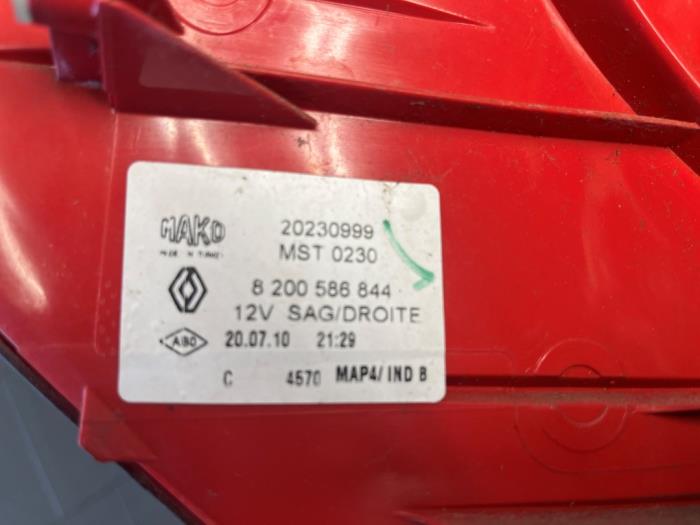 MAKO 20230999
MADE IN TURKEY MST 0230
8 200 586 844
12V SAG/DROITE
AB0 20.07.10 21:29
C 4570 MAP4/ IND B